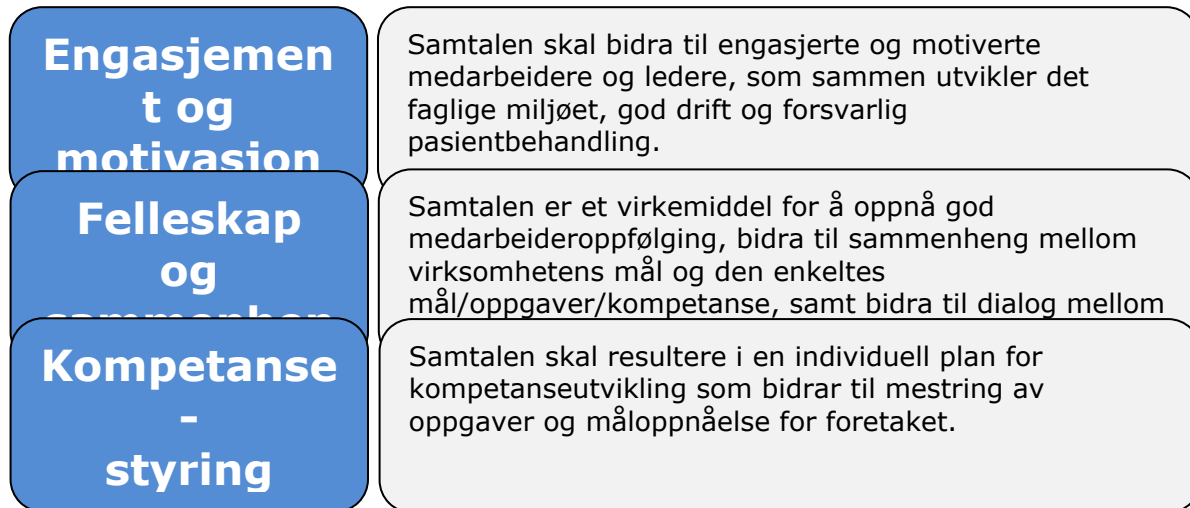 Engasjemen
t og
motivasjon
Samtalen skal bidra til engasjerte og motiverte
medarbeidere og ledere, som sammen utvikler det
faglige miljøet, god drift og forsvarlig
pasientbehandling.
Felleskap
og
sammenhen
Samtalen er et virkemiddel for å oppnå god
medarbeideroppfølging, bidra til sammenheng mellom
virksomhetens mål og den enkeltes
mål/oppgaver/kompetanse, samt bidra til dialog mellom
Kompetanse
-
styring
Samtalen skal resultere i en individuell plan for
kompetanseutvikling som bidrar til mestring av
oppgaver og måloppnåelse for foretaket.